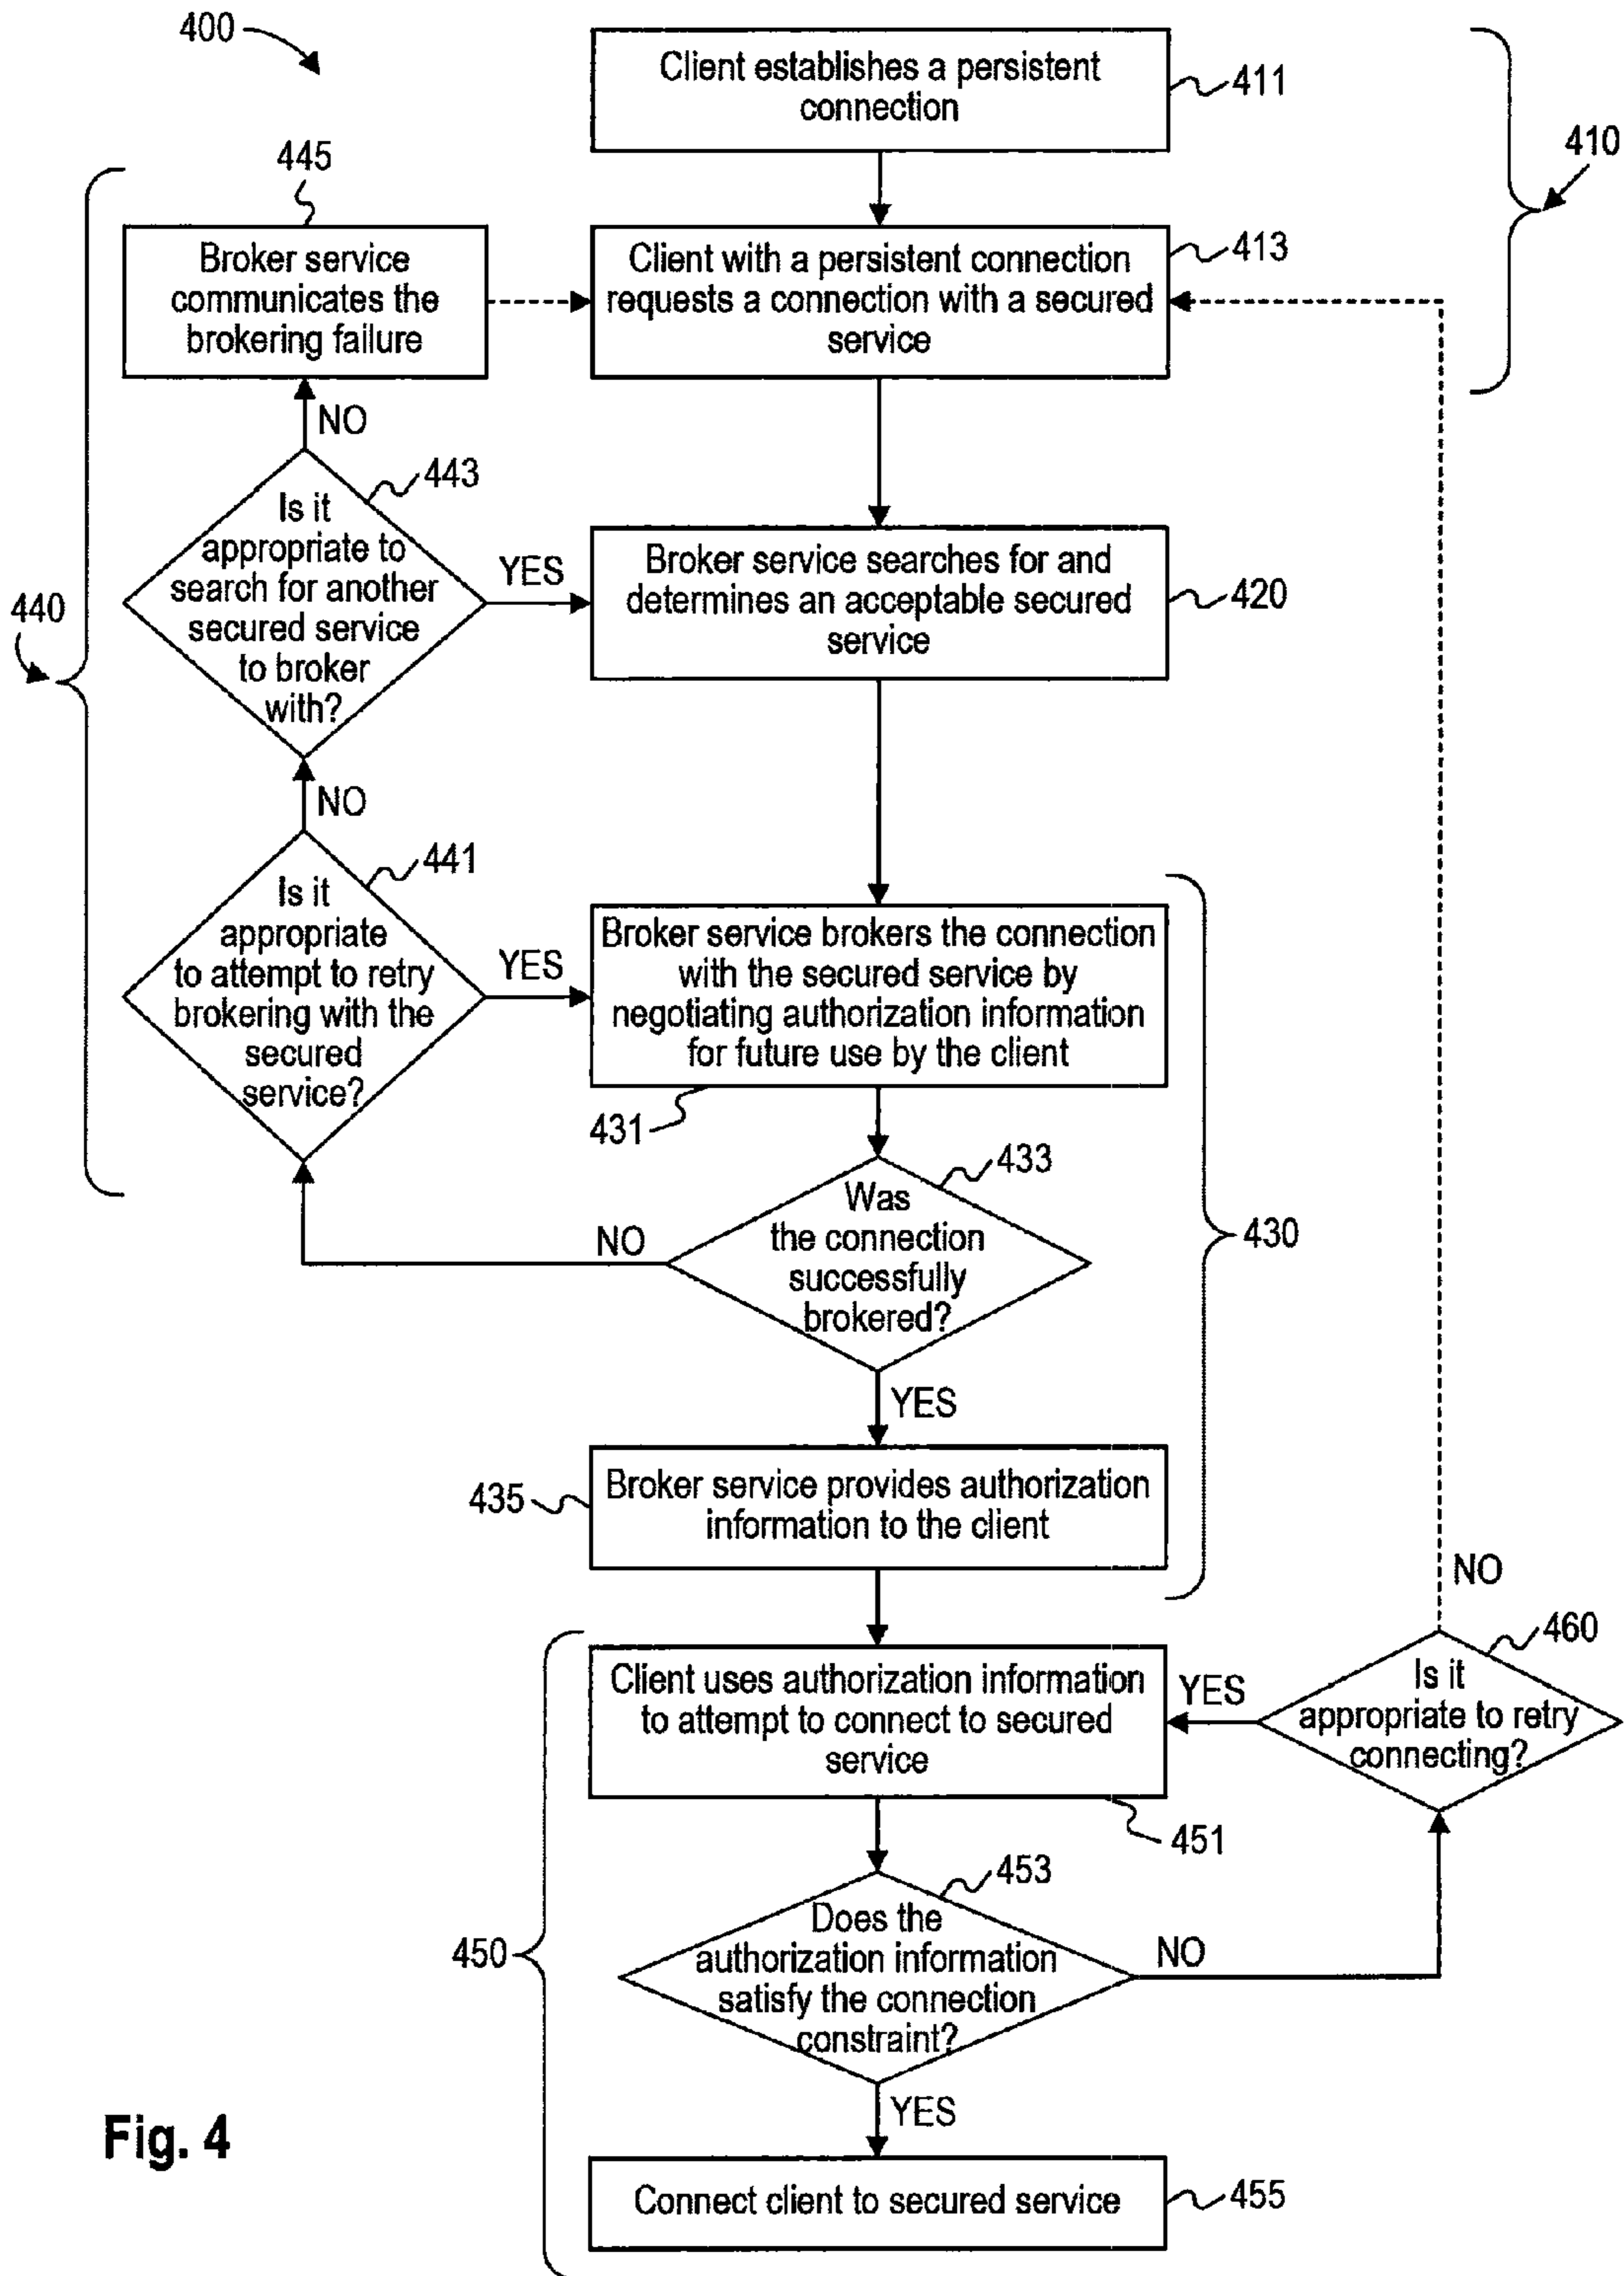 400
Client establishes a persistent
connection
411
410
445
Broker service
communicates the
brokering failure
Client with a persistent connection
requests a connection with a secured
service
413
NO
443
Is it
appropriate to
search for another
secured service
to broker
with?
YES
Broker service searches for and
determines an acceptable secured
service
420
440
NO
441
Is it
appropriate
to attempt to retry
brokering with the
secured
service?
YES
Broker service brokers the connection
with the secured service by
negotiating authorization information
for future use by the client
431
433
Was
the connection
successfully
brokered?
NO
430
YES
435
Broker service provides authorization
information to the client
NO
460
Is it
appropriate to retry
connecting?
YES
Client uses authorization information
to attempt to connect to secured
service
451
453
Does the
authorization information
satisfy the connection
constraint?
NO
450
YES
Connect client to secured service
455
Fig. 4